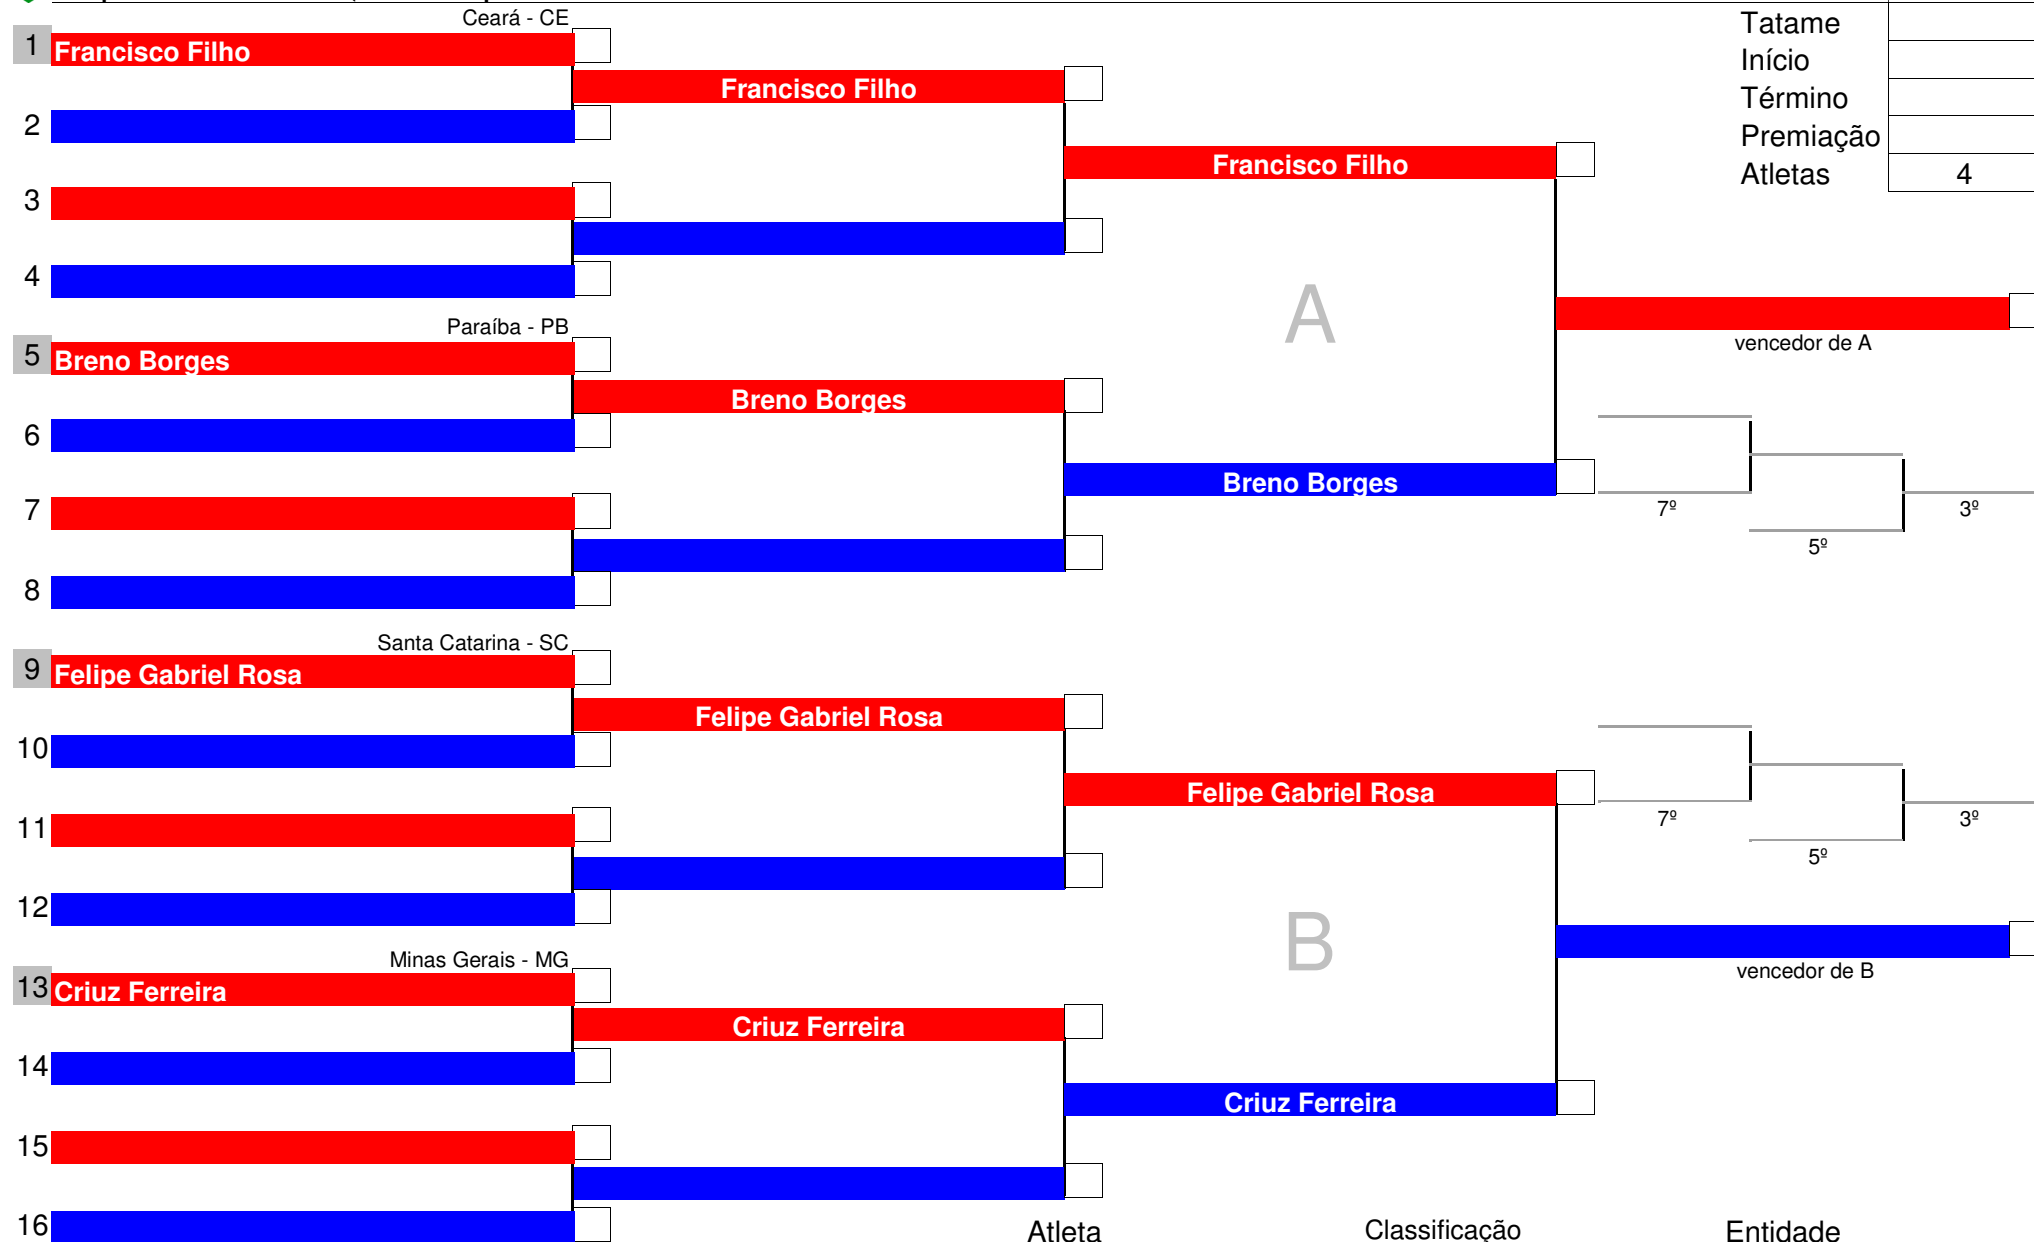 Ceará - CE
1 Francisco Filho
Francisco Filho
2
Francisco Filho
3
4
Tatame
Início
Término
Premiação
Atletas 4
A
vencedor de A
Paraíba - PB
5 Breno Borges
Breno Borges
6
Breno Borges
7
8
7º
3º
5º
Santa Catarina - SC
9 Felipe Gabriel Rosa
Felipe Gabriel Rosa
10
Felipe Gabriel Rosa
11
12
7º
3º
5º
B
vencedor de B
Minas Gerais - MG
13 Criuz Ferreira
Criuz Ferreira
14
Criuz Ferreira
15
16
Atleta Classificação Entidade